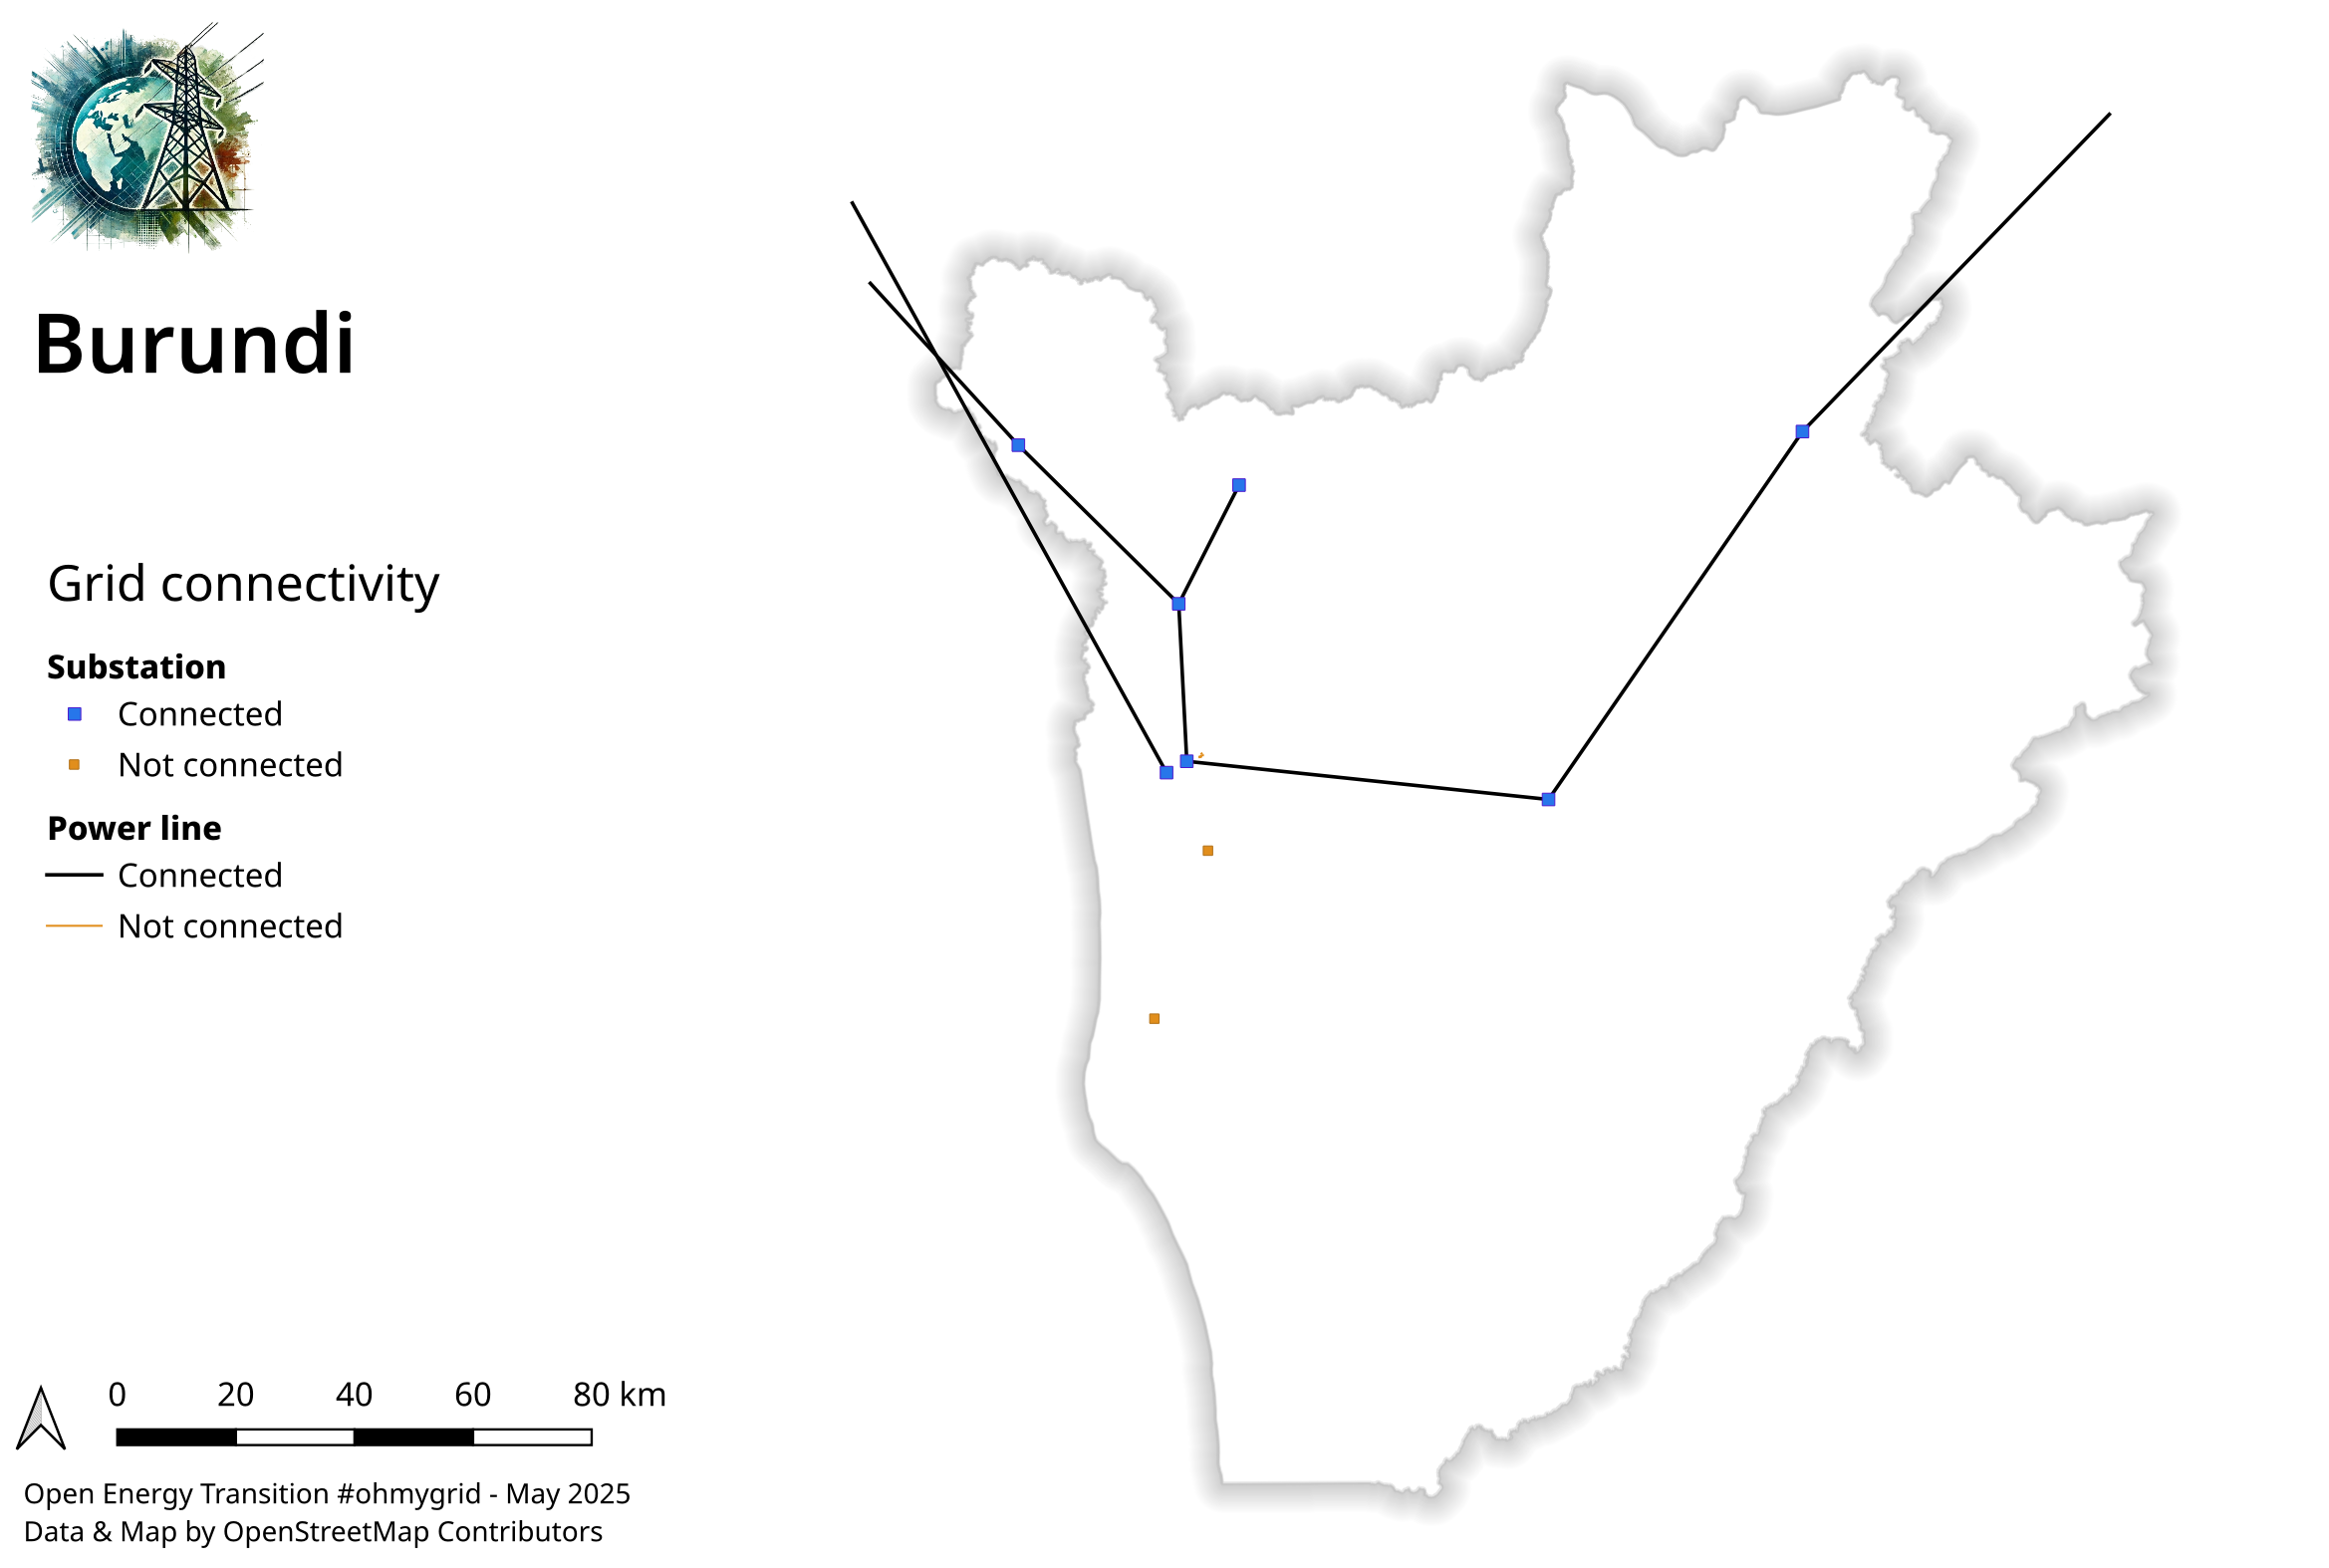 Burundi
Grid connectivity
Substation
Connected
Not connected
Power line
Connected
Not connected
0 20 40 60 80 km
Open Energy Transition #ohmygrid - May 2025
Data & Map by OpenStreetMap Contributors